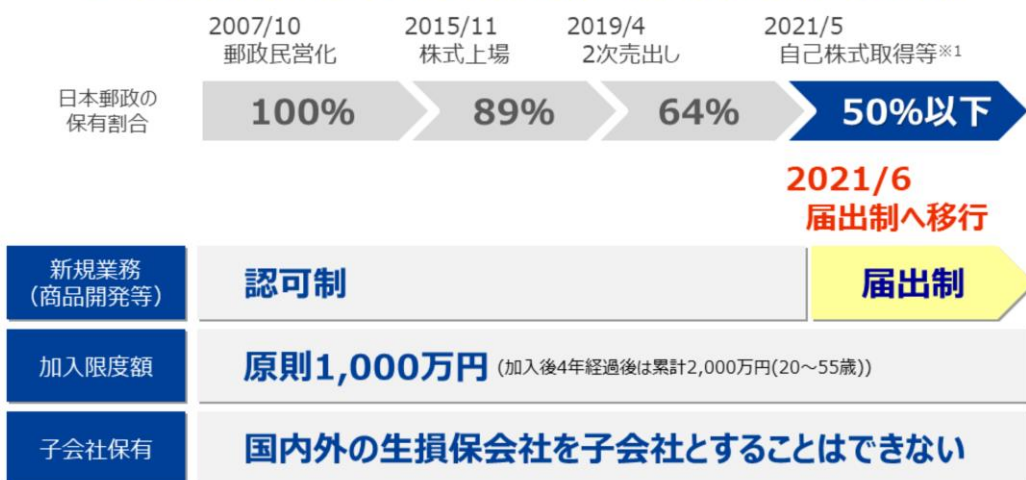 2007/10
郵政民営化
2015/11
株式上場
2019/4
2次売出し
2021/5
自己株式取得等※1
日本郵政の
保有割合
100%
89%
64%
50%以下
2021/6
届出制へ移行
新規業務
(商品開発等)
認可制
届出制
加入限度額
原則1,000万円 (加入後4年経過後は累計2,000万円(20~55歳))
子会社保有
国内外の生損保会社を子会社とすることはできない